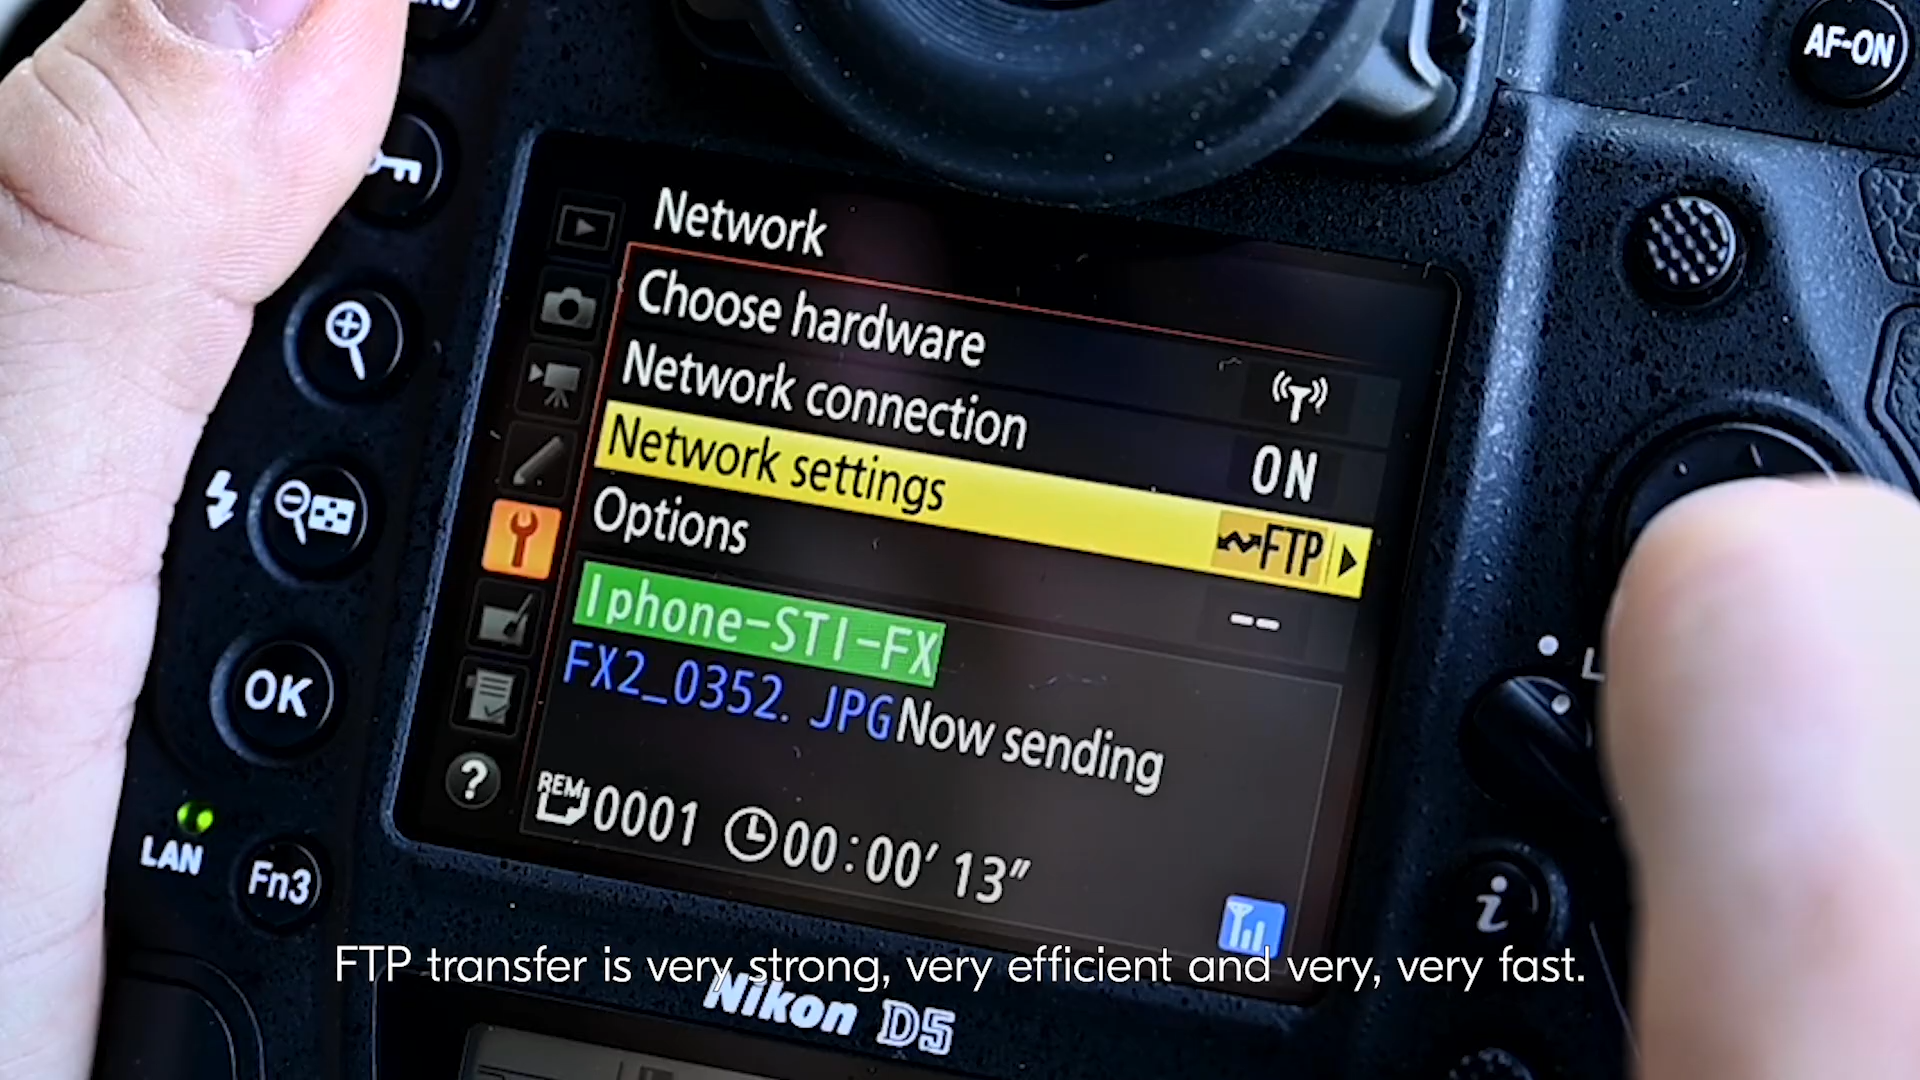 AF-ON
Network
Choose hardware
Network connection
ON
Network settings
FTP
Options
--
Iphone-STI-FX
FX2_0352. JPG Now sending
REM
0001 00:00′ 13″
OK
LAN
Fn3
i
?
FTP transfer is very strong, very efficient and very, very fast.
Nikon D5